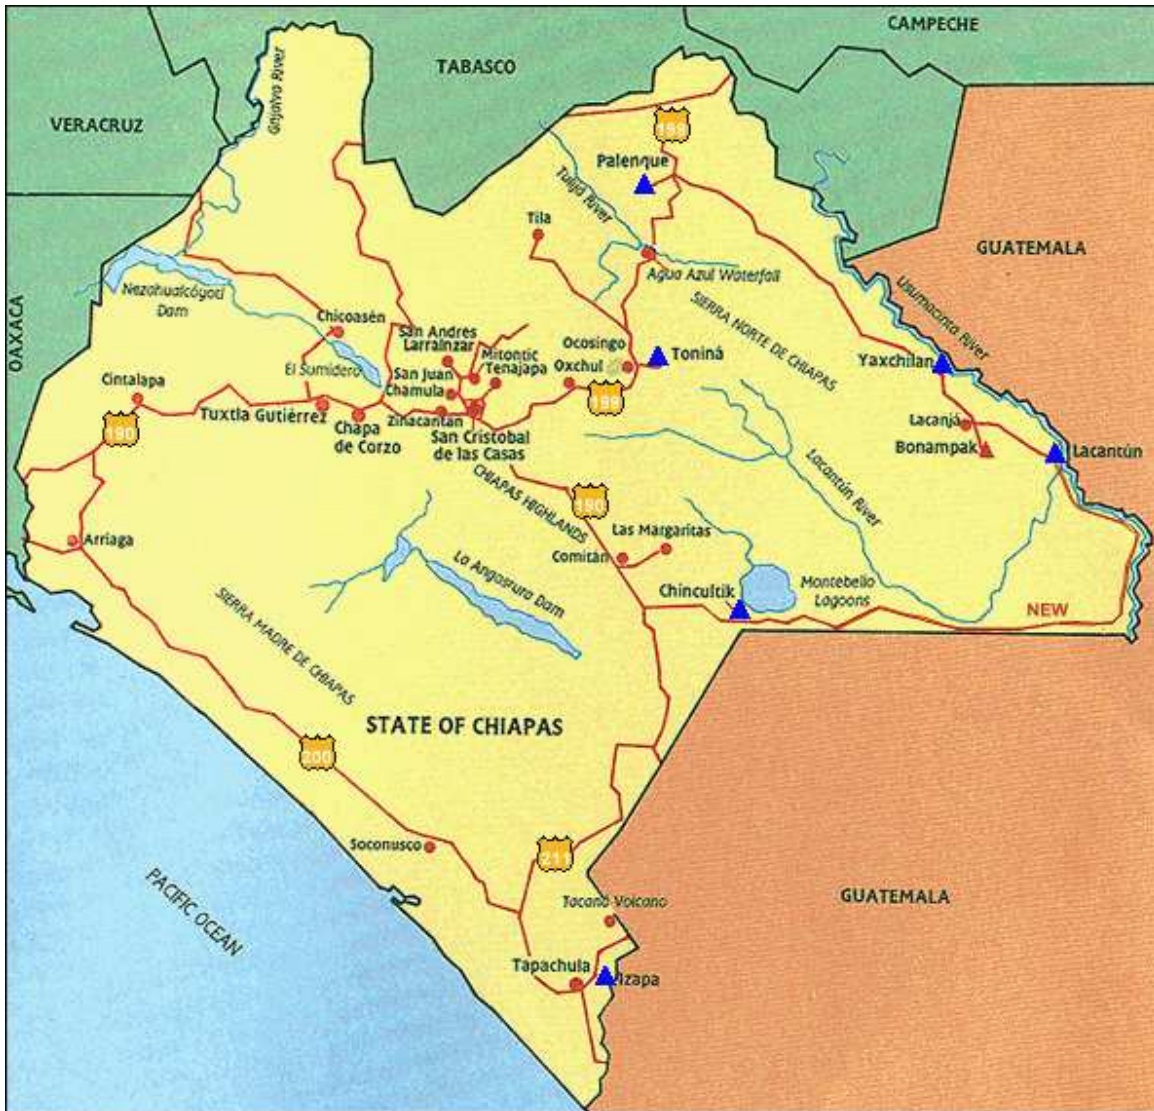 CAMPECHE
TABASCO
VERACRUZ
Grijalva River
199
Palenque
Tulijá River
Tila
GUATEMALA
Agua Azul Waterfall
Nezahualcóyotl
Dam
Usumacinta River
SIERRA NORTE DE CHIAPAS
OAXACA
Chicoasén
San Andres
Larrainzar
Mitontic
Tenajapa
Ocosingo
Oxchul
Toniná
Yaxchilan
El Sumidero
San Juan
Chamula
Cintalapa
199
Tuxtla Gutiérrez
Chapa
de Corzo
Zinacantán
San Cristobal
de las Casas
Lacanjá
Bonampak
Lacantún
190
CHIAPAS HIGHLANDS
190
Lacantún River
Las Margaritas
Comitán
Arriaga
La Angostura Dam
Chincultik
Montebello
Lagoons
NEW
SIERRA MADRE DE CHIAPAS
STATE OF CHIAPAS
200
Soconusco
211
PACIFIC OCEAN
Tacaná Volcano
GUATEMALA
Tapachula
Izapa